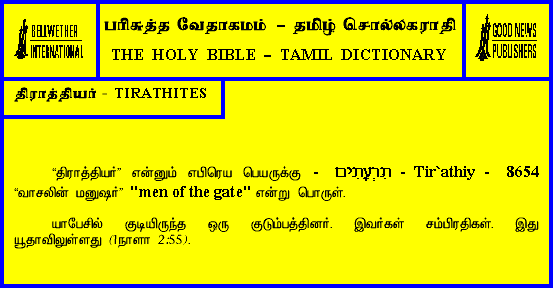 BELLWETHER
INTERNATIONAL
பரிசுத்த வேதாகமம் – தமிழ் சொல்லகராதி
THE HOLY BIBLE – TAMIL DICTIONARY
GOOD NEWS
PUBLISHERS
திராத்தியர் - TIRATHITES
“திராத்தியர்” என்னும் எபிரெய பெயருக்கு - תִּרְעָתִים - Tir`athiy - 8654
“வாசலின் மனுஷர்” "men of the gate" என்று பொருள்.
யாபேசில் குடியிருந்த ஒரு குடும்பத்தினர். இவர்கள் சம்பிரதிகள். இது
யூதாவிலுள்ளது (1நாளா 2:55).